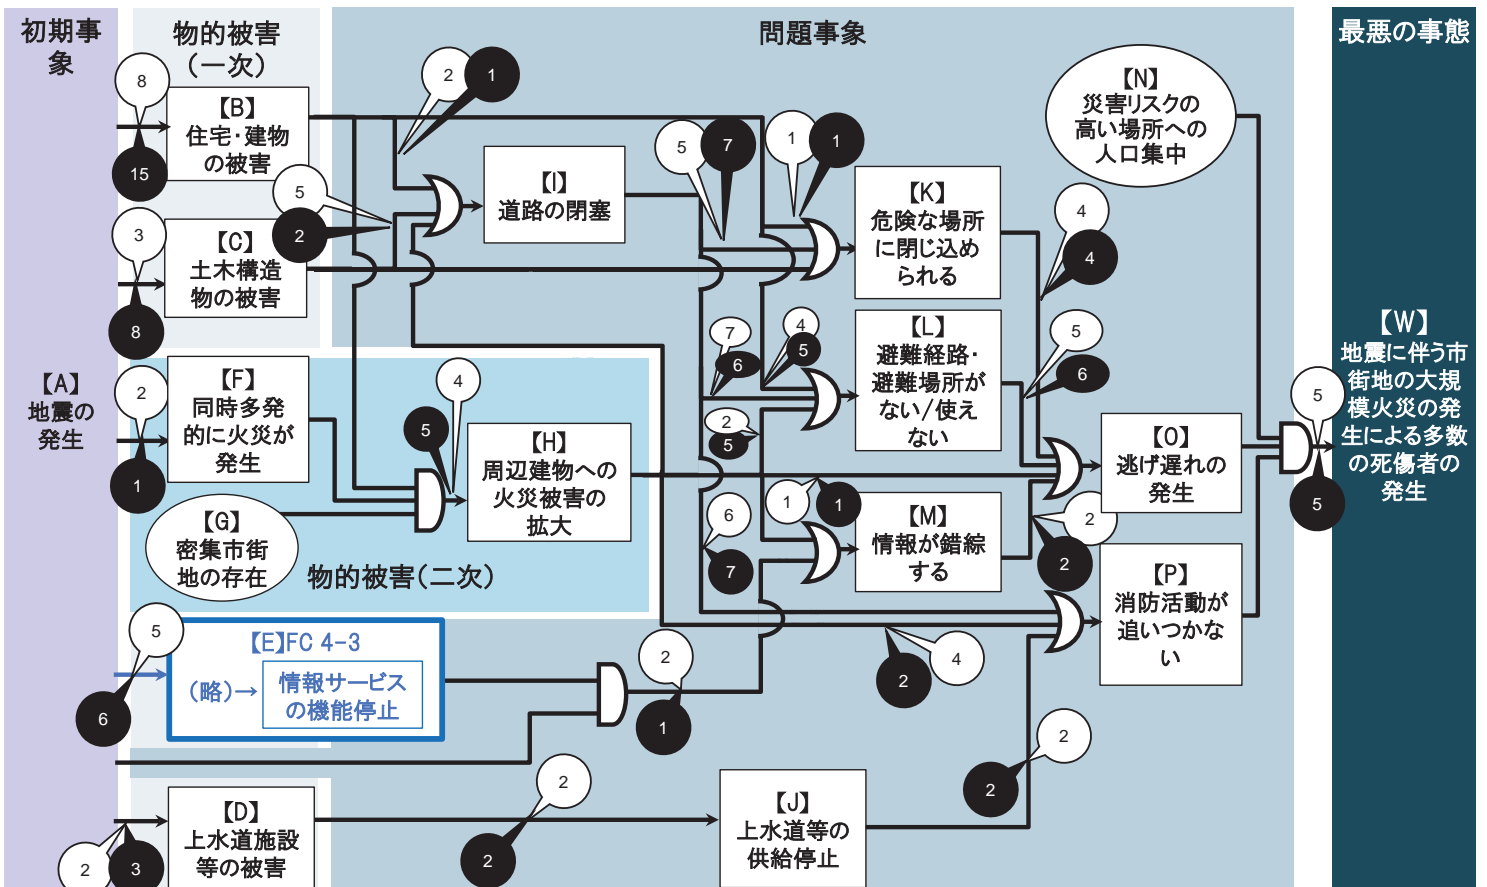 初期事
象
物的被害
(一次)
問題事象
最悪の事態
8
15
【B】
住宅・建物
の被害
2
1
5
2
3
8
【C】
土木構造
物の被害
【I】
道路の閉塞
5
7
1
1
【K】
危険な場所
に閉じ込め
られる
【N】
災害リスクの
高い場所への
人口集中
4
4
【A】
地震の
発生
2
1
【F】
同時多発
的に火災が
発生
【G】
密集市街
地の存在
物的被害(二次)
5
4
【H】
周辺建物への
火災被害の
拡大
7
6
4
5
2
5
【L】
避難経路・
避難場所が
ない/使え
ない
5
6
1
1
6
7
【M】
情報が錯綜
する
2
2
【O】
逃げ遅れの
発生
【P】
消防活動が
追いつかな
い
5
5
【W】
地震に伴う市
街地の大規
模火災の発
生による多数
の死傷者の
発生
5
6
【E】FC 4-3
(略)→
情報サービス
の機能停止
2
1
2
4
2
2
2
3
【D】
上水道施設
等の被害
2
2
【J】
上水道等の
供給停止